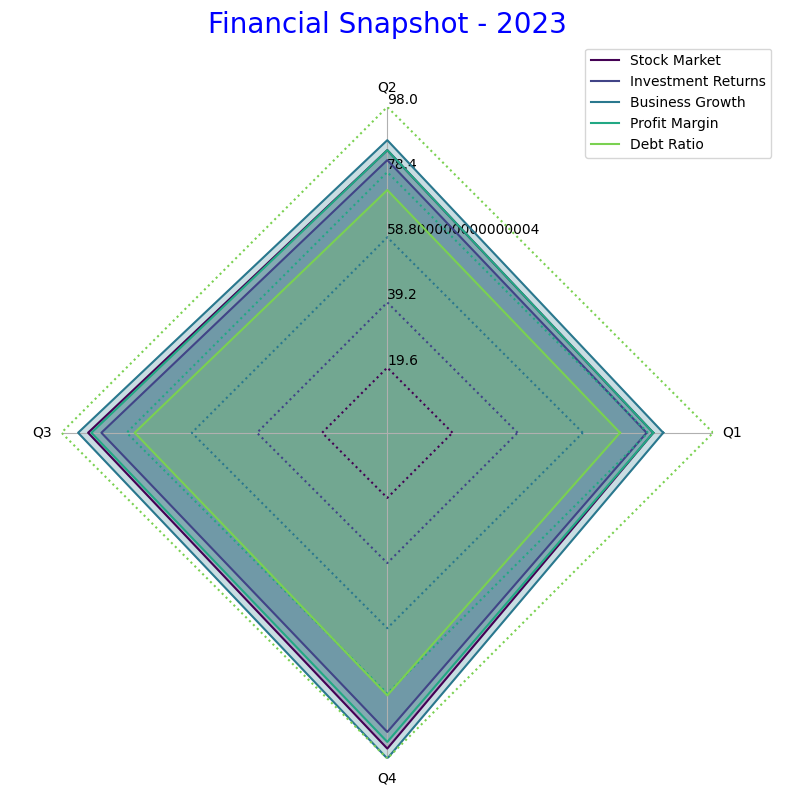 Financial Snapshot - 2023
Stock Market
Investment Returns
Business Growth
Profit Margin
Debt Ratio
Q2
98.0
78.4
58.800000000000004
39.2
19.6
Q3
Q1
Q4